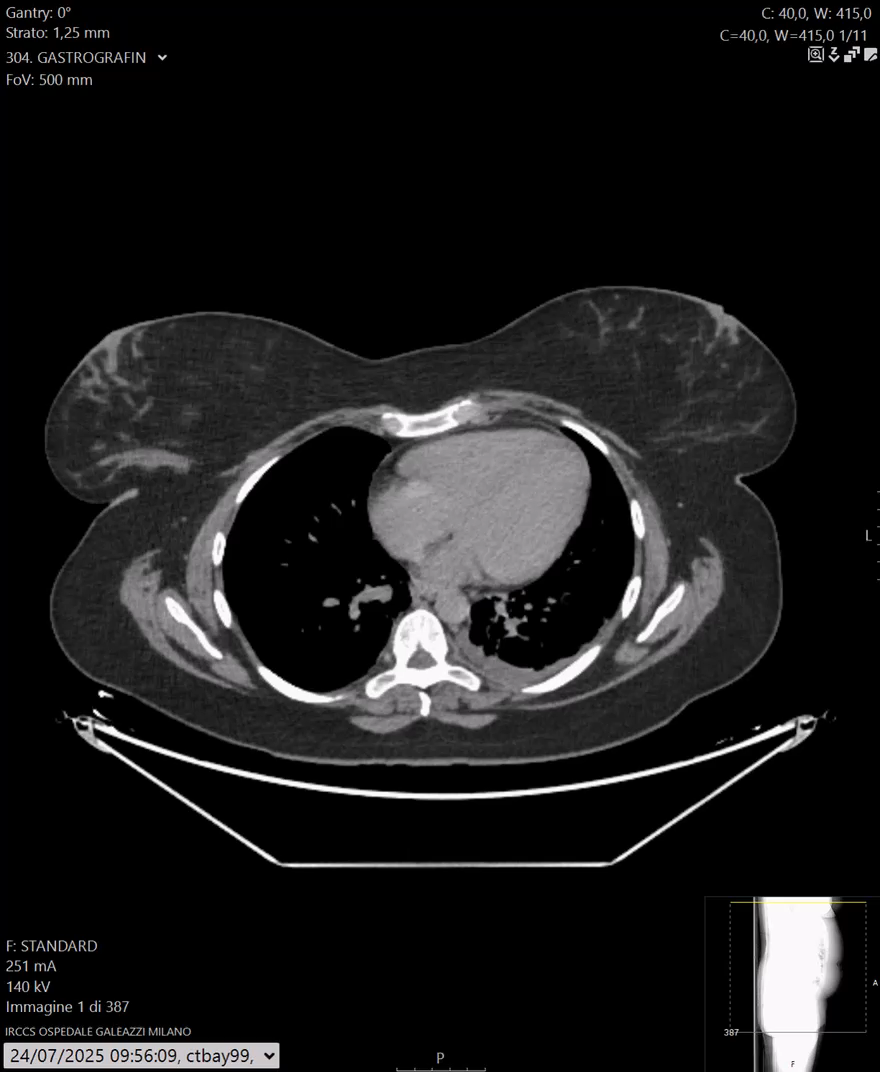 Gantry: 0°
Strato: 1,25 mm
304. GASTROGRAFIN
FoV: 500 mm
C: 40,0, W: 415,0
C=40,0, W=415,0 1/11
L
F: STANDARD
251 mA
140 kV
Immagine 1 di 387
IRCCS OSPEDALE GALEAZZI MILANO
24/07/2025 09:56:09, ctbay99,
P
A
387
F